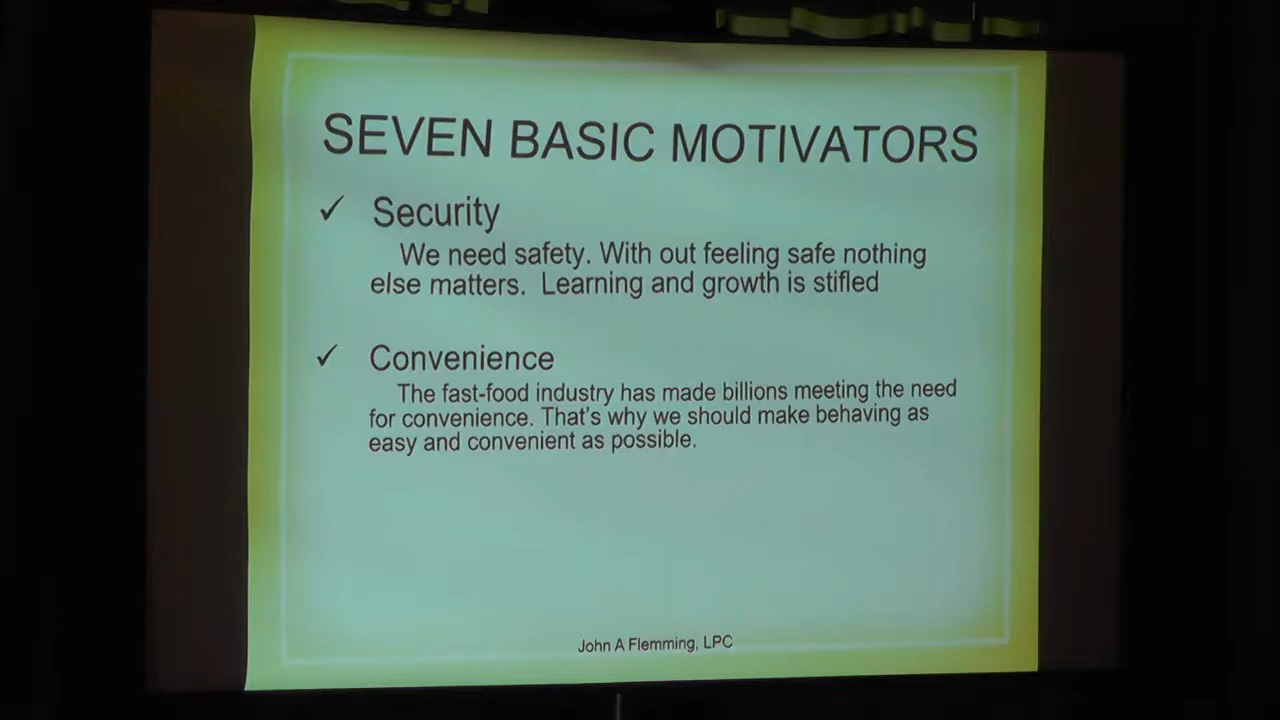 SEVEN BASIC MOTIVATORS
✓ Security
We need safety. With out feeling safe nothing
else matters. Learning and growth is stifled
✓ Convenience
The fast-food industry has made billions meeting the need
for convenience. That's why we should make behaving as
easy and convenient as possible.
John A Flemming, LPC